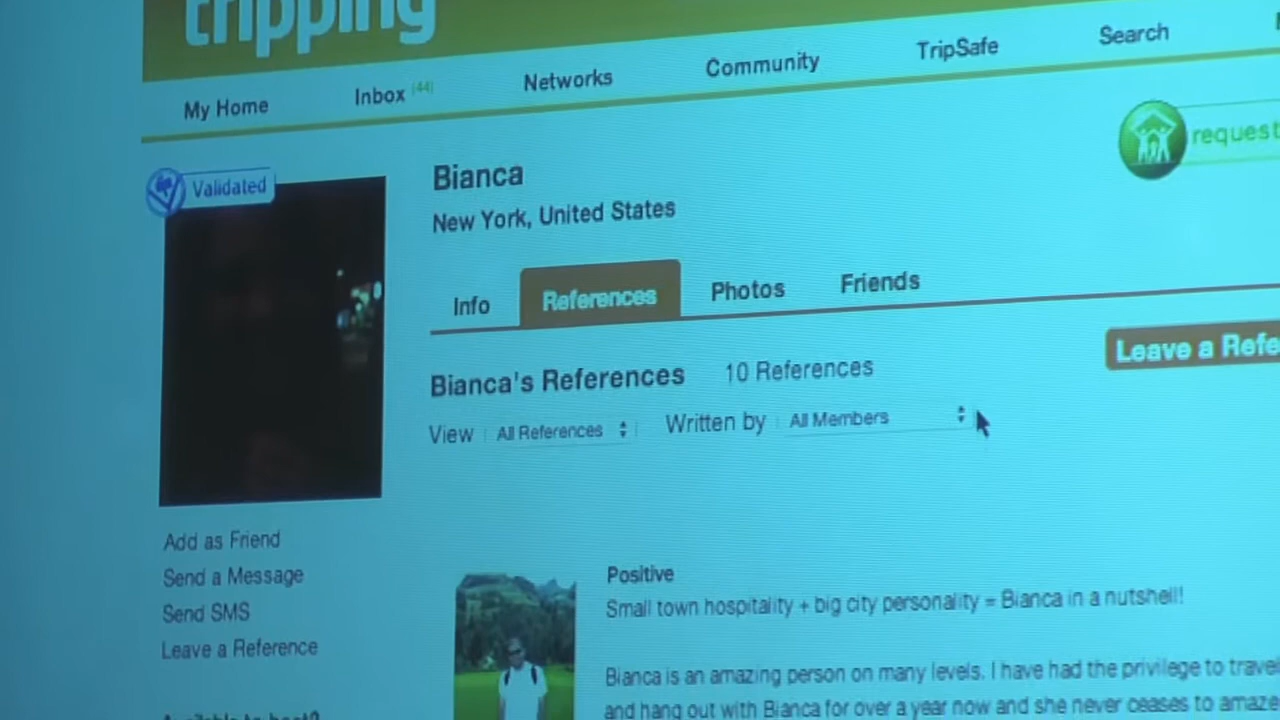 tripping
My Home Inbox (44) Networks Community TripSafe Search
Validated
Bianca
request
New York, United States
Info References Photos Friends
Leave a Refe
Bianca's References 10 References
View All References Written by All Members
Add as Friend
Send a Message
Send SMS
Leave a Reference
Positive
Small town hospitality + big city personality = Bianca in a nutshell!
Bianca is an amazing person on many levels. I have had the privilege to trave
and hang out with Bianca for over a year now and she never ceases to amaze